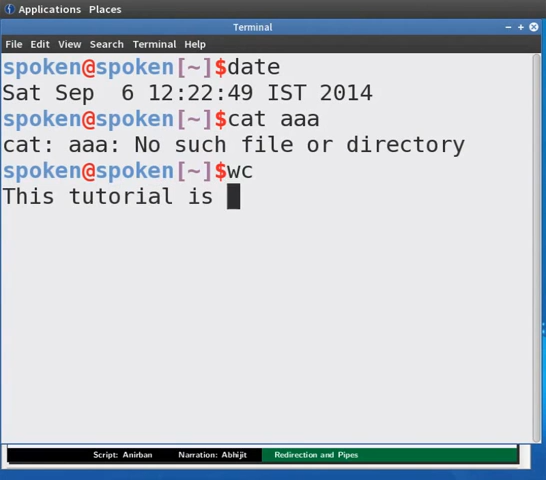 Applications Places
Terminal
File Edit View Search Terminal Help
spoken@spoken[~]$date
Sat Sep  6 12:22:49 IST 2014
spoken@spoken[~]$cat aaa
cat: aaa: No such file or directory
spoken@spoken[~]$wc
This tutorial is
Script: Anirban Narration: Abhijit Redirection and Pipes